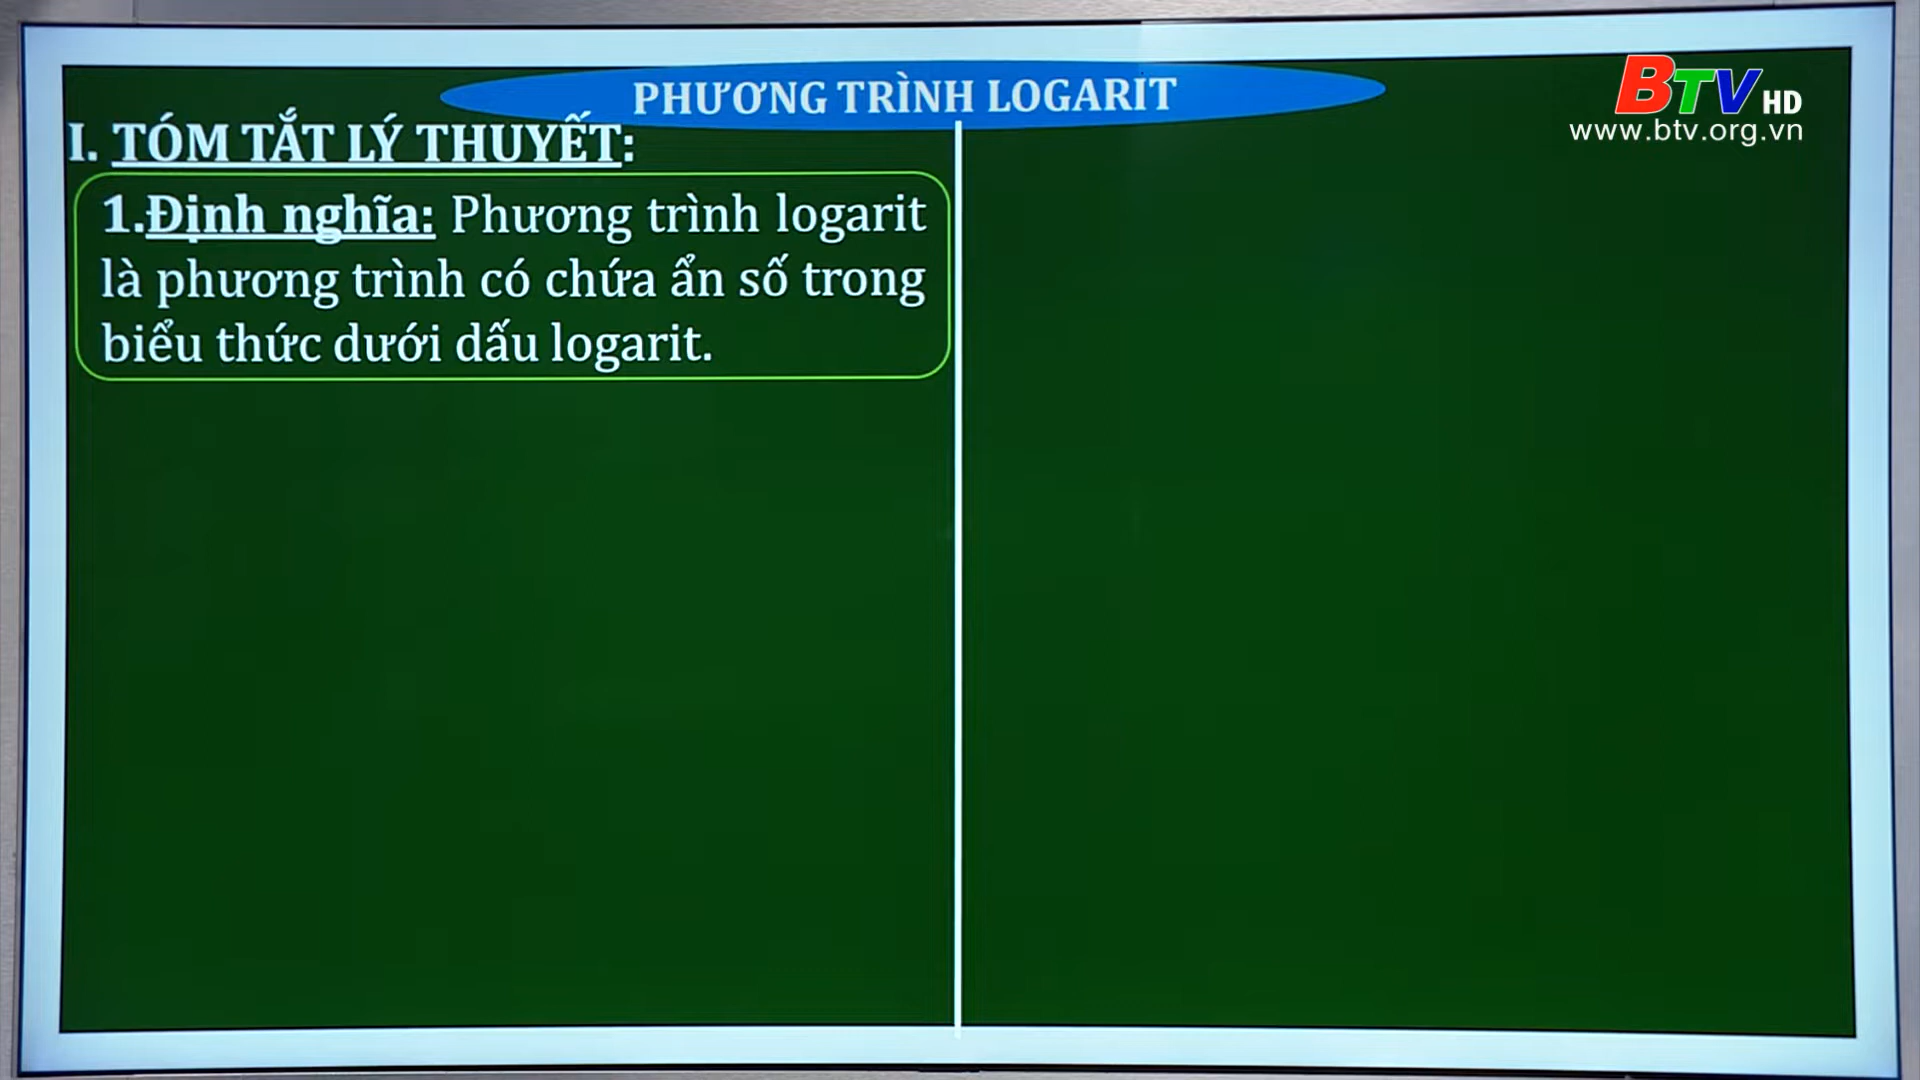 PHƯƠNG TRÌNH LOGARIT
BTV HD
www.btv.org.vn
I. TÓM TẮT LÝ THUYẾT:
1.Định nghĩa: Phương trình logarit
là phương trình có chứa ẩn số trong
biểu thức dưới dấu logarit.